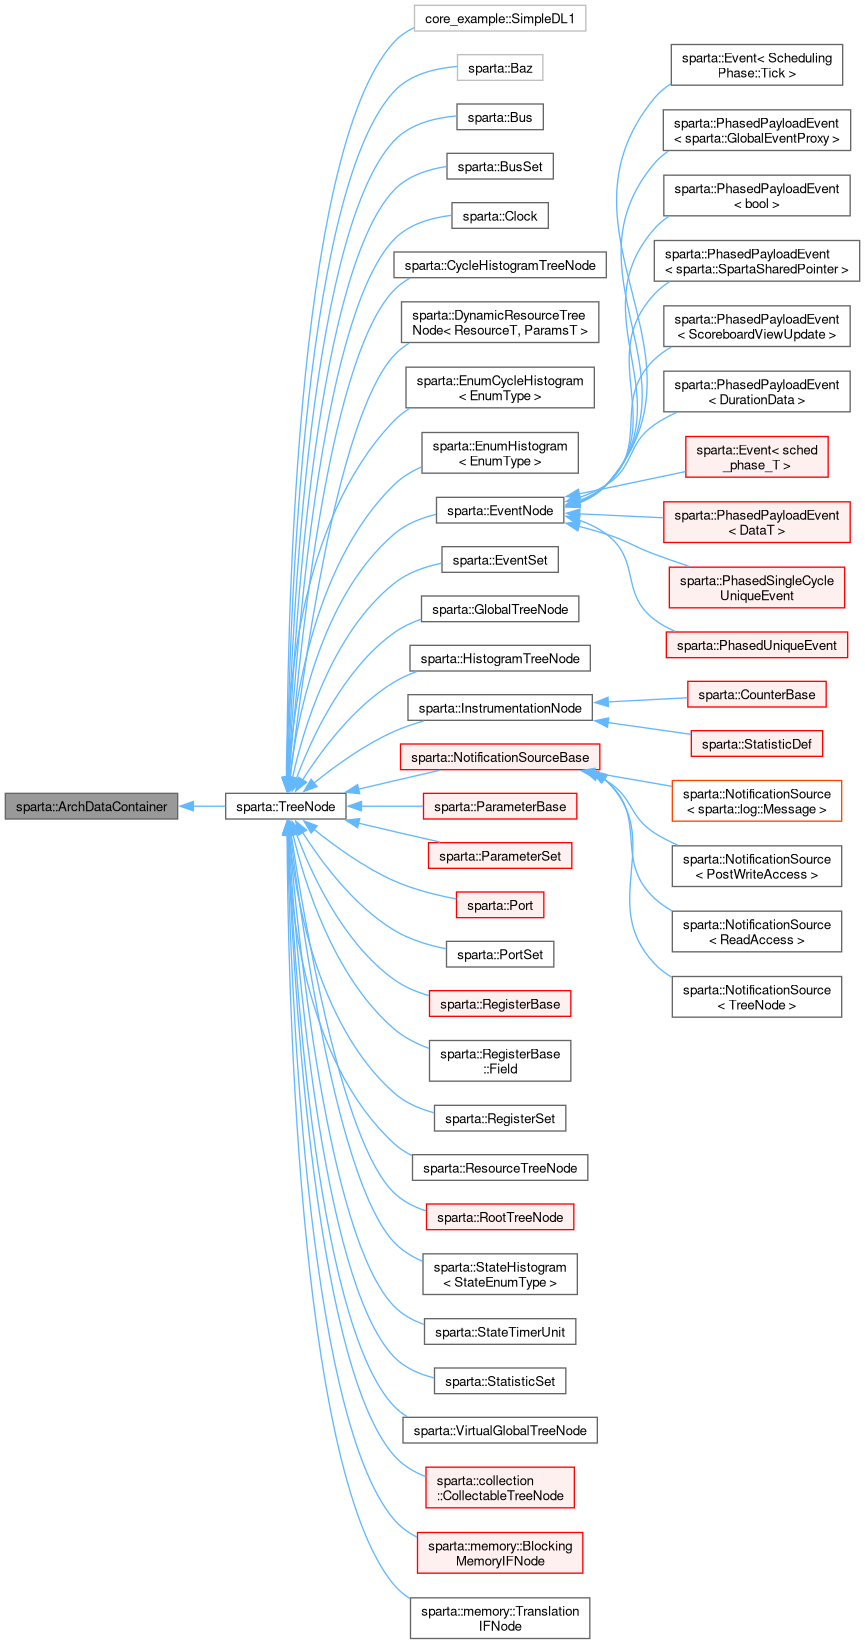 core_example::SimpleDL1
sparta::Baz
sparta::Bus
sparta::BusSet
sparta::Clock
sparta::CycleHistogramTreeNode
sparta::DynamicResourceTree
Node< ResourceT, ParamsT >
sparta::EnumCycleHistogram
< EnumType >
sparta::EnumHistogram
< EnumType >
sparta::EventNode
sparta::EventSet
sparta::GlobalTreeNode
sparta::HistogramTreeNode
sparta::InstrumentationNode
sparta::NotificationSourceBase
sparta::ArchDataContainer
sparta::TreeNode
sparta::ParameterBase
sparta::ParameterSet
sparta::Port
sparta::PortSet
sparta::RegisterBase
sparta::RegisterBase
::Field
sparta::RegisterSet
sparta::ResourceTreeNode
sparta::RootTreeNode
sparta::StateHistogram
< StateEnumType >
sparta::StateTimerUnit
sparta::StatisticSet
sparta::VirtualGlobalTreeNode
sparta::collection
::CollectableTreeNode
sparta::memory::Blocking
MemoryIFNode
sparta::memory::Translation
IFNode
sparta::Event< Scheduling
Phase::Tick >
sparta::PhasedPayloadEvent
< sparta::GlobalEventProxy >
sparta::PhasedPayloadEvent
< bool >
sparta::PhasedPayloadEvent
< sparta::SpartaSharedPointer >
sparta::PhasedPayloadEvent
< ScoreboardViewUpdate >
sparta::PhasedPayloadEvent
< DurationData >
sparta::Event< sched
_phase_T >
sparta::PhasedPayloadEvent
< DataT >
sparta::PhasedSingleCycle
UniqueEvent
sparta::PhasedUniqueEvent
sparta::CounterBase
sparta::StatisticDef
sparta::NotificationSource
< sparta::log::Message >
sparta::NotificationSource
< PostWriteAccess >
sparta::NotificationSource
< ReadAccess >
sparta::NotificationSource
< TreeNode >